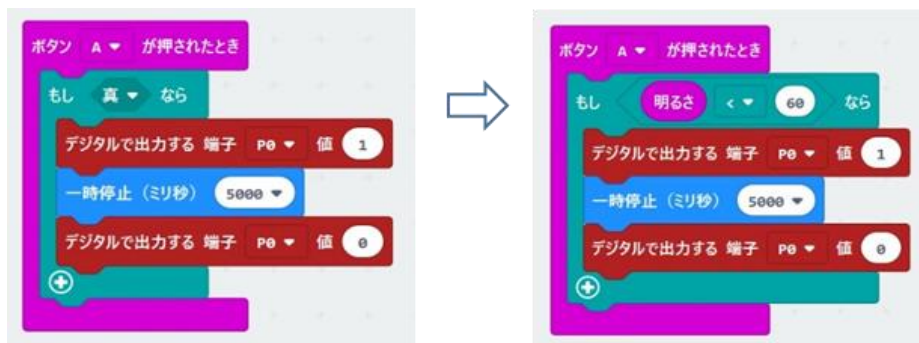 ボタン A が押されたとき
もし 真 なら
デジタルで出力する 端子 P0 値 1
一時停止（ミリ秒） 5000
デジタルで出力する 端子 P0 値 0
ボタン A が押されたとき
もし 明るさ < 60 なら
デジタルで出力する 端子 P0 値 1
一時停止（ミリ秒） 5000
デジタルで出力する 端子 P0 値 0